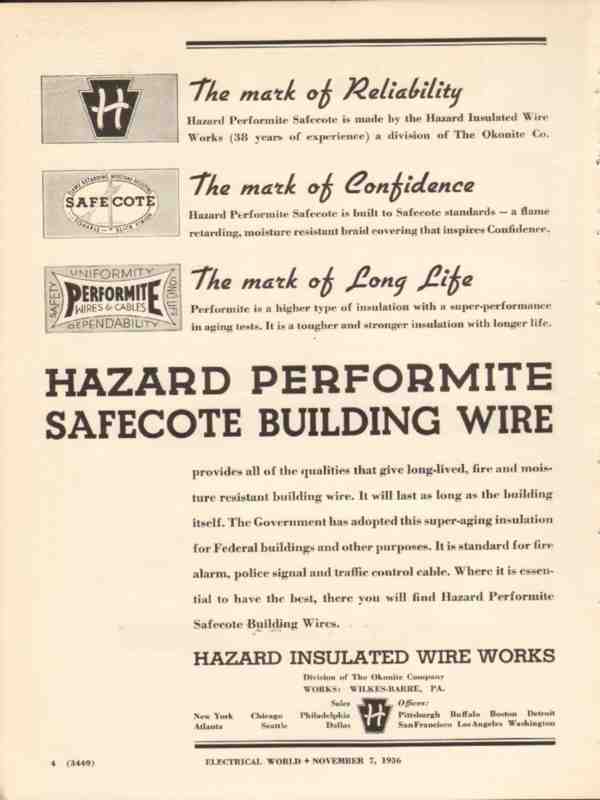 H
The mark of Reliability
Hazard Performite Safecote is made by the Hazard Insulated Wire
Works (38 years of experience) a division of The Okonite Co.
FLAME RETARDING MOISTURE RESISTING
SAFECOTE
The mark of Confidence
Hazard Performite Safecote is built to Safecote standards — a flame
retarding, moisture resistant braid covering that inspires Confidence.
UNIFORMITY
SAFETY
PERFORMITE
WIRES & CABLES
LONG LIFE
DEPENDABILITY
The mark of Long Life
Performite is a higher type of insulation with a super-performance
in aging tests. It is a tougher and stronger insulation with longer life.
HAZARD PERFORMITE
SAFECOTE BUILDING WIRE
provides all of the qualities that give long-lived, fire and mois-
ture resistant building wire. It will last as long as the building
itself. The Government has adopted this super-aging insulation
for Federal buildings and other purposes. It is standard for fire
alarm, police signal and traffic control cable. Where it is essen-
tial to have the best, there you will find Hazard Performite
Safecote Building Wires.
HAZARD INSULATED WIRE WORKS
Division of The Okonite Company
WORKS: WILKES-BARRE, PA.
Sales H Offices:
New York Chicago Philadelphia Pittsburgh Buffalo Boston Detroit
Atlanta Seattle Dallas San Francisco Los Angeles Washington
4 (3440) ELECTRICAL WORLD + NOVEMBER 7, 1936